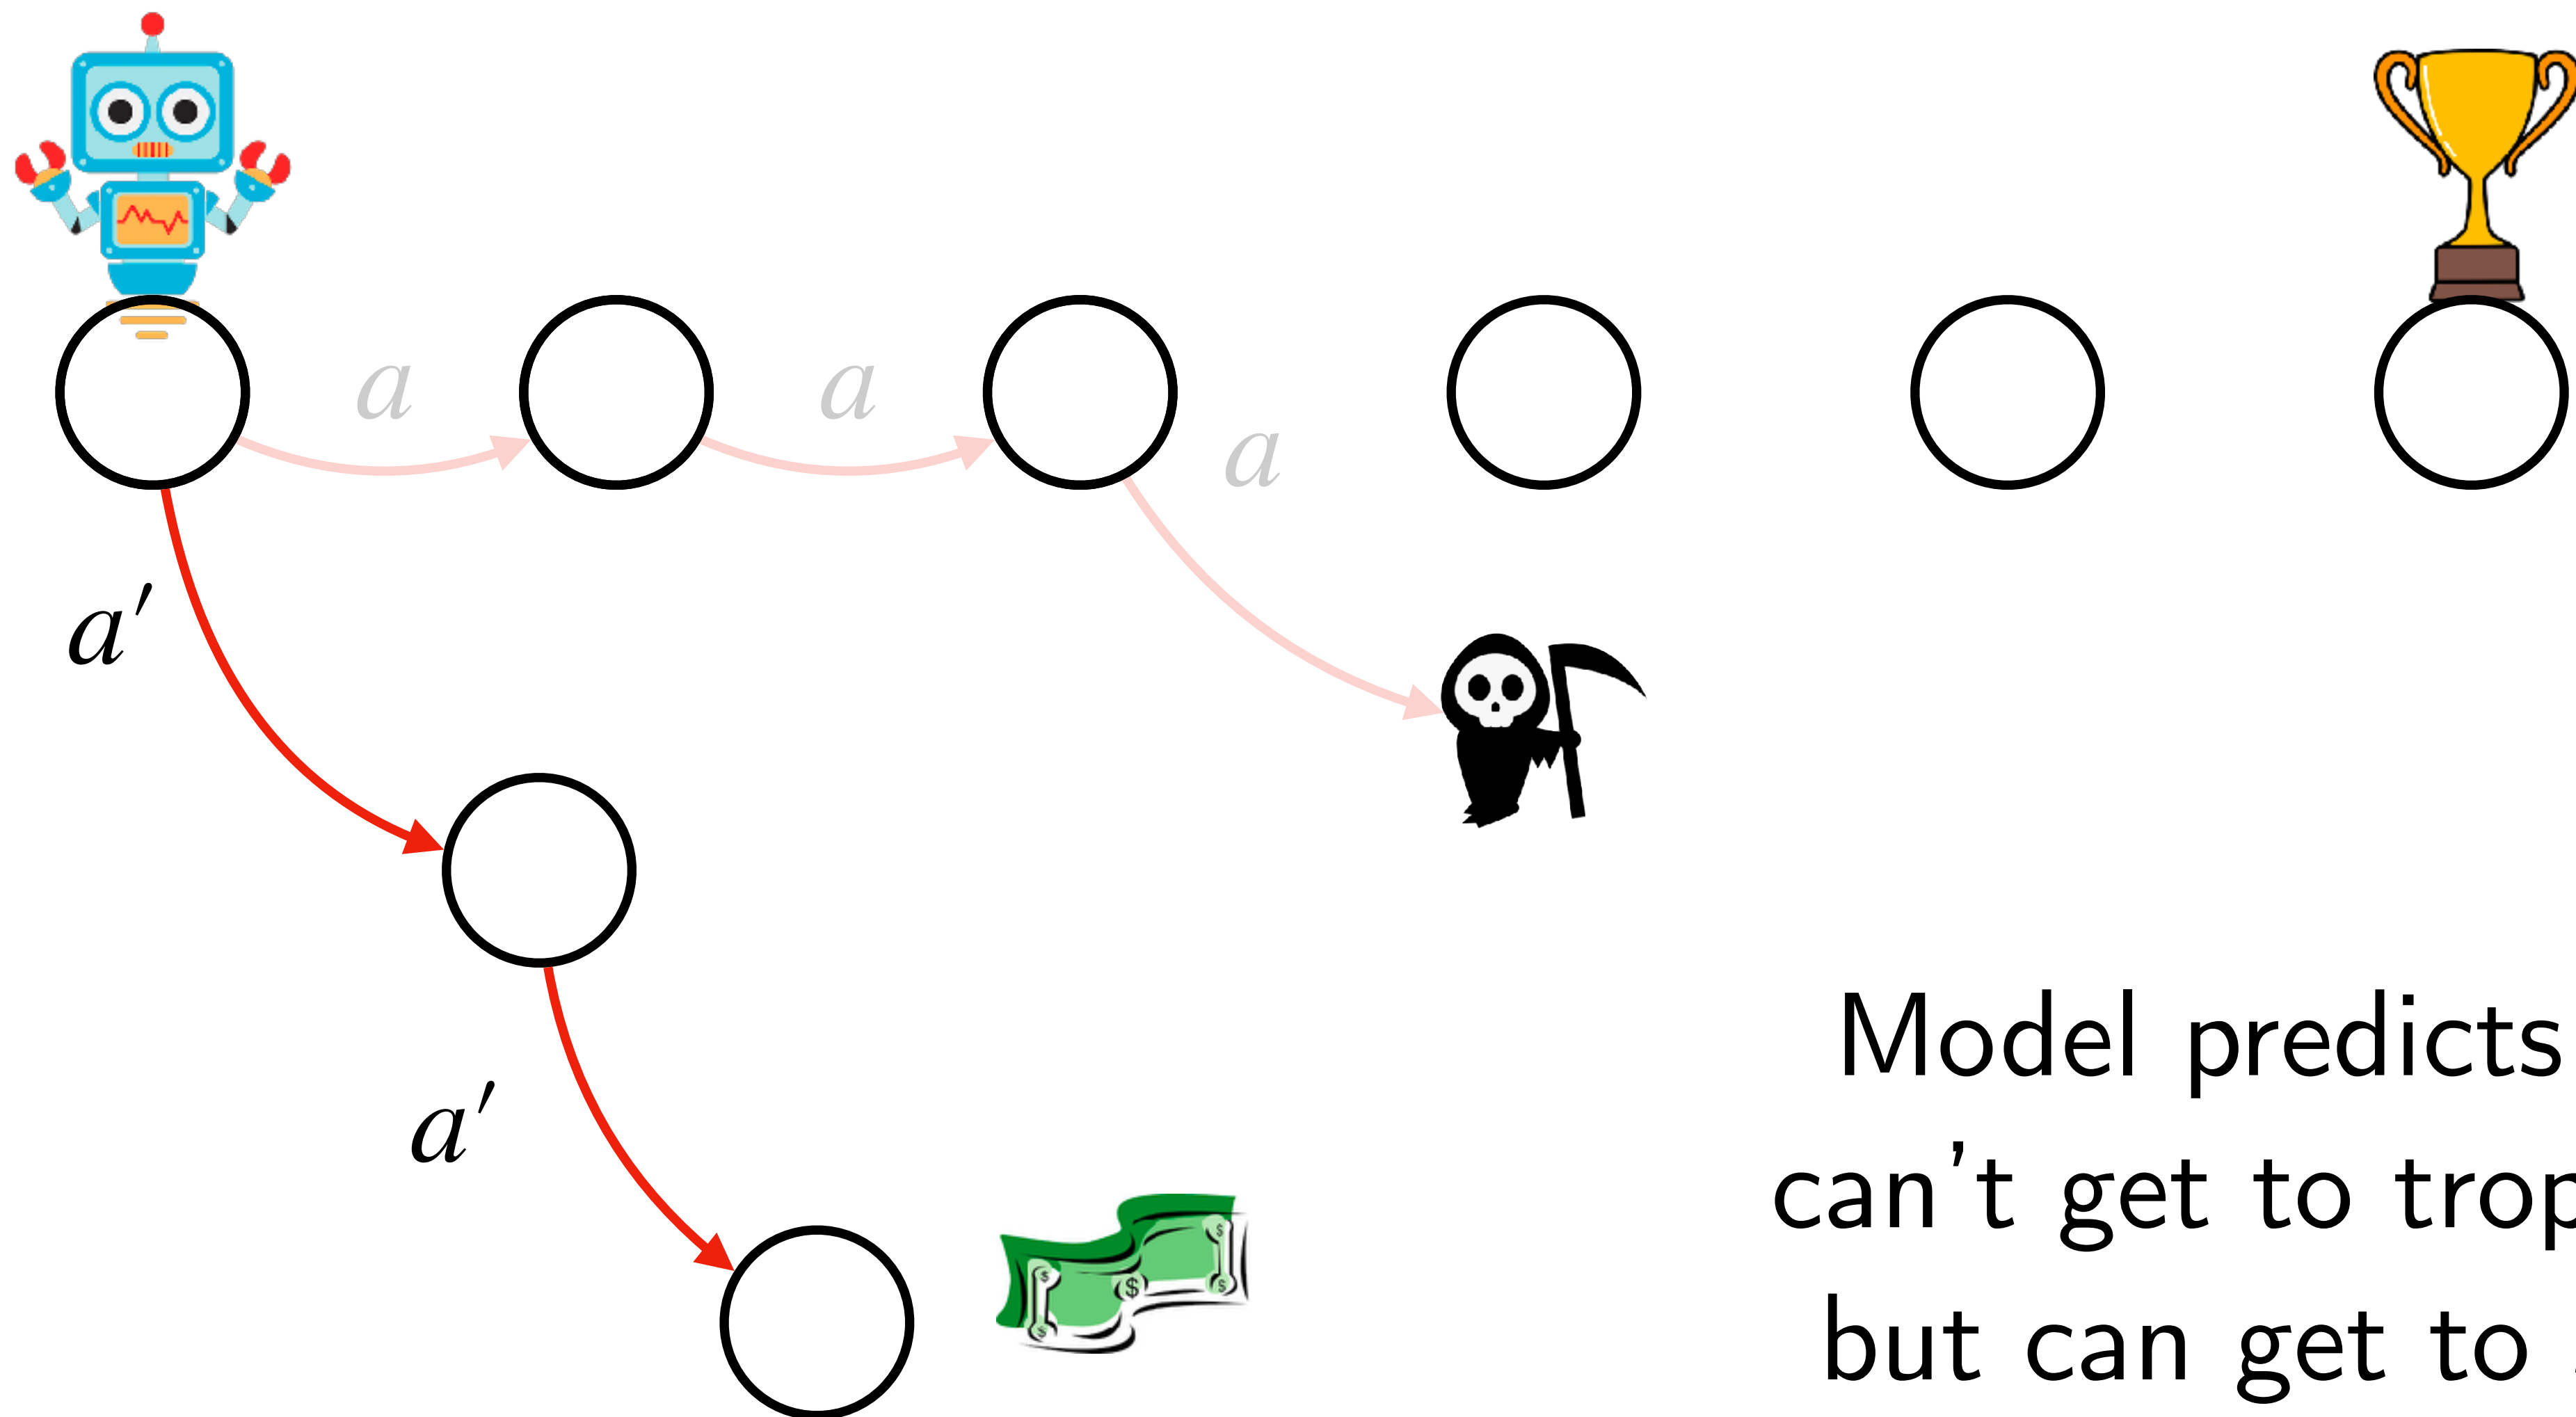 a a
a
a′
a′
Model predicts
can't get to trop
but can get to